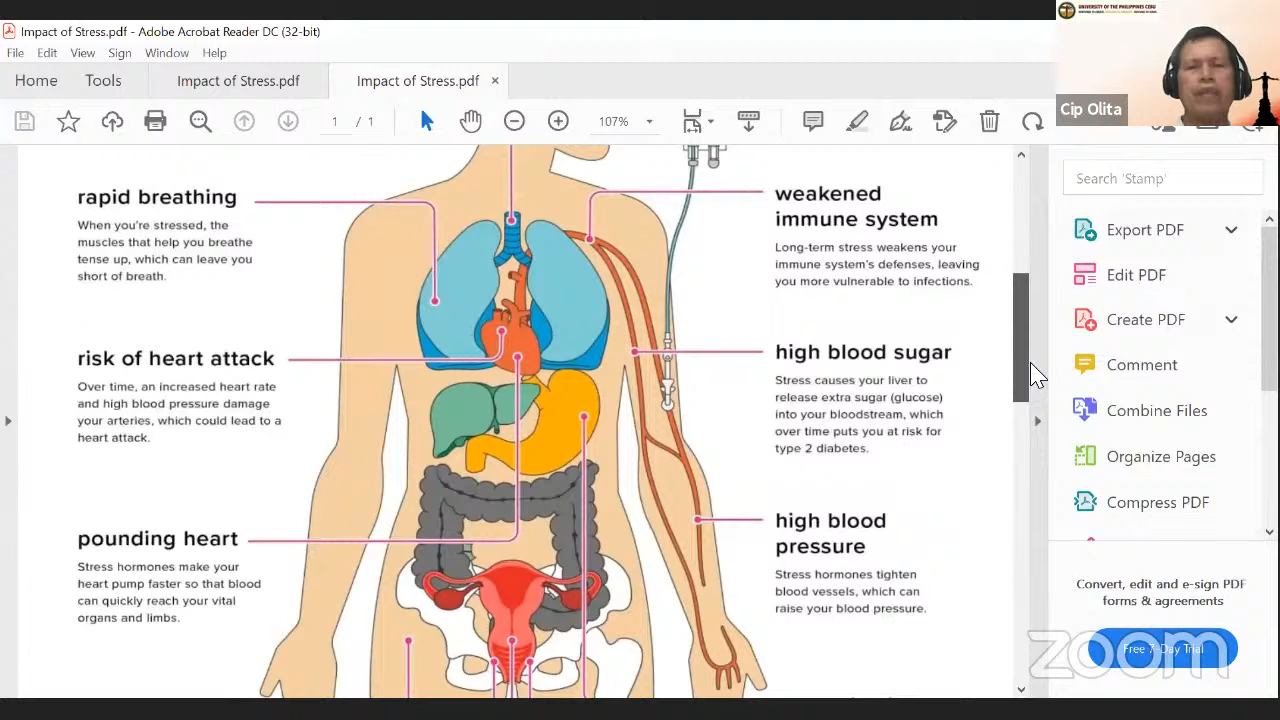 Impact of Stress.pdf - Adobe Acrobat Reader DC (32-bit)
UNIVERSITY OF THE PHILIPPINES CEBU
File Edit View Sign Window Help
Home Tools Impact of Stress.pdf Impact of Stress.pdf ×
Cip Olita
1 / 1 107%
Search 'Stamp'
rapid breathing
When you're stressed, the
muscles that help you breathe
tense up, which can leave you
short of breath.
risk of heart attack
Over time, an increased heart rate
and high blood pressure damage
your arteries, which could lead to a
heart attack.
pounding heart
Stress hormones make your
heart pump faster so that blood
can quickly reach your vital
organs and limbs.
weakened
immune system
Long-term stress weakens your
immune system's defenses, leaving
you more vulnerable to infections.
high blood sugar
Stress causes your liver to
release extra sugar (glucose)
into your bloodstream, which
over time puts you at risk for
type 2 diabetes.
high blood
pressure
Stress hormones tighten
blood vessels, which can
raise your blood pressure.
Export PDF
Edit PDF
Create PDF
Comment
Combine Files
Organize Pages
Compress PDF
Convert, edit and e-sign PDF
forms & agreements
Free 7-Day Trial
zoom